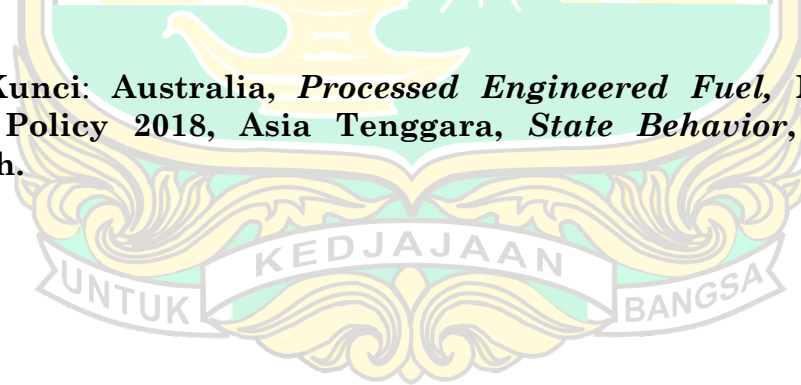 Kunci: Australia, Processed Engineered Fuel,
Policy 2018, Asia Tenggara, State Behavior,
h.
UNTUK KEDJAJAAN BANGSA